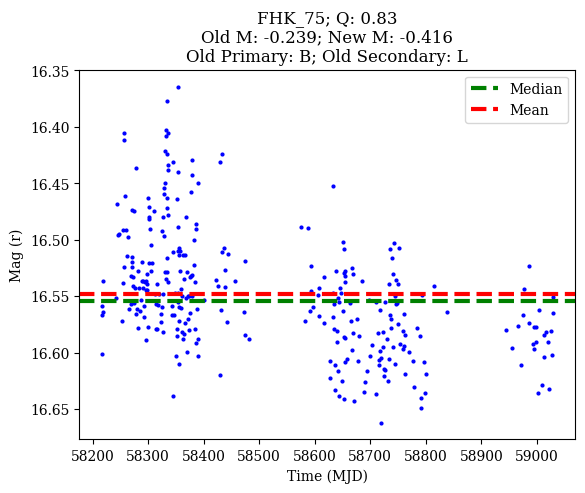 FHK_75; Q: 0.83
Old M: -0.239; New M: -0.416
Old Primary: B; Old Secondary: L
Median
Mean
Mag (r)
16.35
16.40
16.45
16.50
16.55
16.60
16.65
58200 58300 58400 58500 58600 58700 58800 58900 59000
Time (MJD)